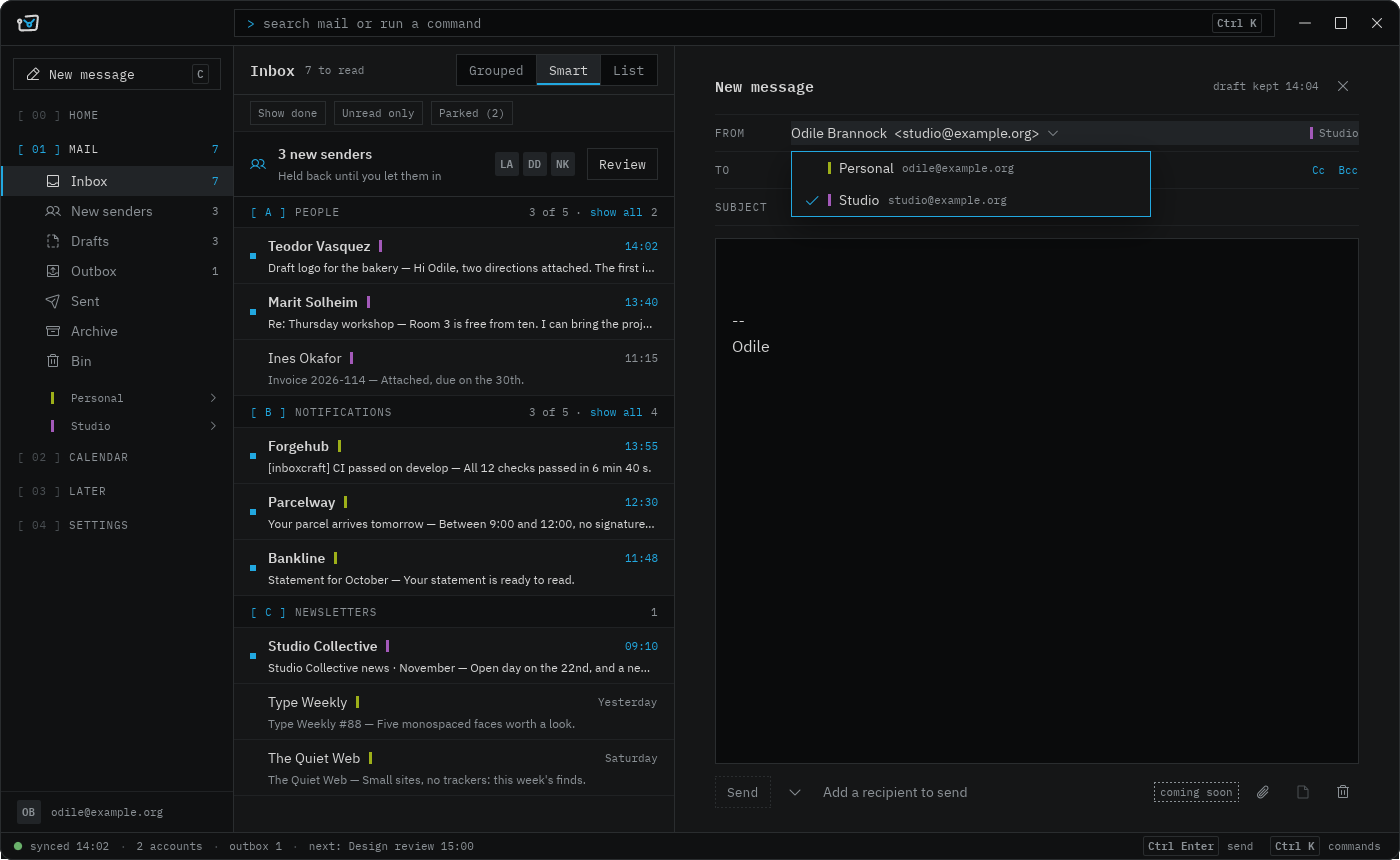 > search mail or run a command Ctrl K
New message C
[ 00 ] HOME
[ 01 ] MAIL 7
Inbox 7
New senders 3
Drafts 3
Outbox 1
Sent
Archive
Bin
Personal
Studio
[ 02 ] CALENDAR
[ 03 ] LATER
[ 04 ] SETTINGS
OB odile@example.org
Inbox 7 to read Grouped Smart List
Show done Unread only Parked (2)
3 new senders
Held back until you let them in
LA DD NK Review
[ A ] PEOPLE 3 of 5 · show all 2
Teodor Vasquez 14:02
Draft logo for the bakery — Hi Odile, two directions attached. The first i…
Marit Solheim 13:40
Re: Thursday workshop — Room 3 is free from ten. I can bring the proj…
Ines Okafor 11:15
Invoice 2026-114 — Attached, due on the 30th.
[ B ] NOTIFICATIONS 3 of 5 · show all 4
Forgehub 13:55
[inboxcraft] CI passed on develop — All 12 checks passed in 6 min 40 s.
Parcelway 12:30
Your parcel arrives tomorrow — Between 9:00 and 12:00, no signature…
Bankline 11:48
Statement for October — Your statement is ready to read.
[ C ] NEWSLETTERS 1
Studio Collective 09:10
Studio Collective news · November — Open day on the 22nd, and a ne…
Type Weekly Yesterday
Type Weekly #88 — Five monospaced faces worth a look.
The Quiet Web Saturday
The Quiet Web — Small sites, no trackers: this week's finds.
New message draft kept 14:04
FROM Odile Brannock <studio@example.org> Studio
TO Cc Bcc
SUBJECT
Personal odile@example.org
Studio studio@example.org
--
Odile
Send Add a recipient to send coming soon
synced 14:02 · 2 accounts · outbox 1 · next: Design review 15:00
Ctrl Enter send Ctrl K commands